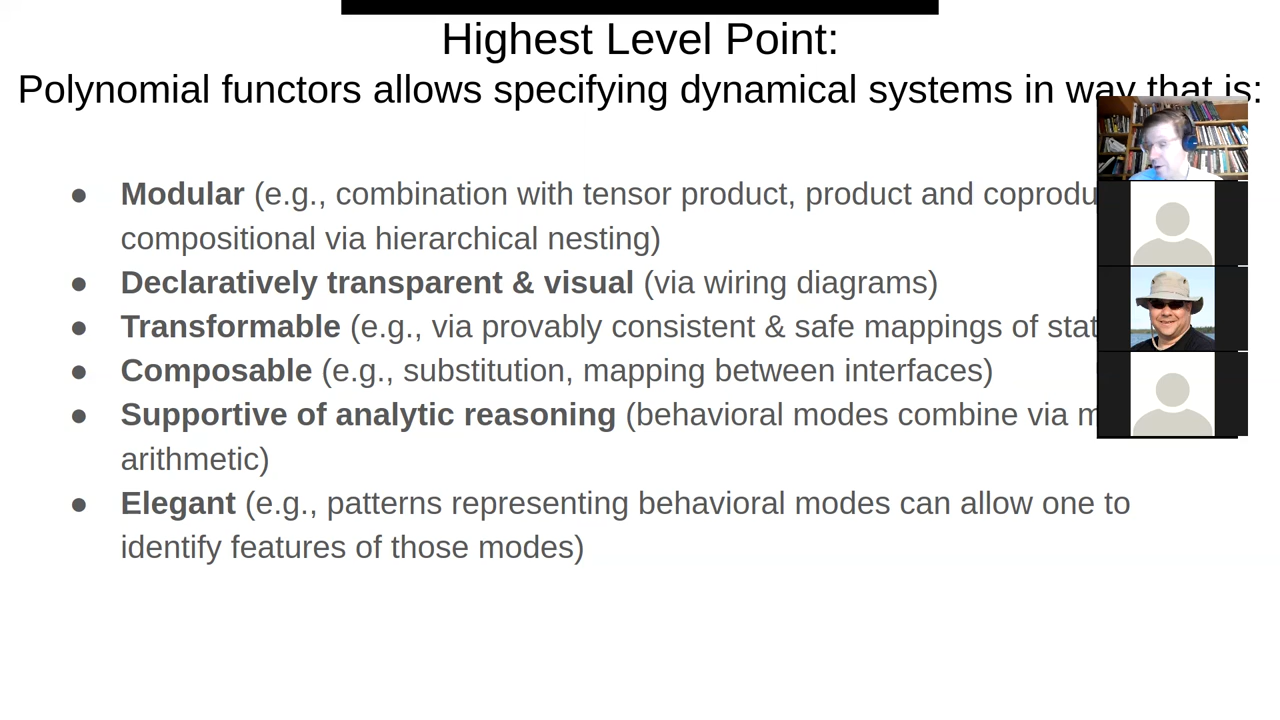 Highest Level Point:
Polynomial functors allows specifying dynamical systems in way that is:
● Modular (e.g., combination with tensor product, product and
compositional via hierarchical nesting)
● Declaratively transparent & visual (via wiring diagrams)
● Transformable (e.g., via provably consistent & safe mappings of
● Composable (e.g., substitution, mapping between interfaces)
● Supportive of analytic reasoning (behavioral modes combine via
arithmetic)
● Elegant (e.g., patterns representing behavioral modes can allow one to
identify features of those modes)